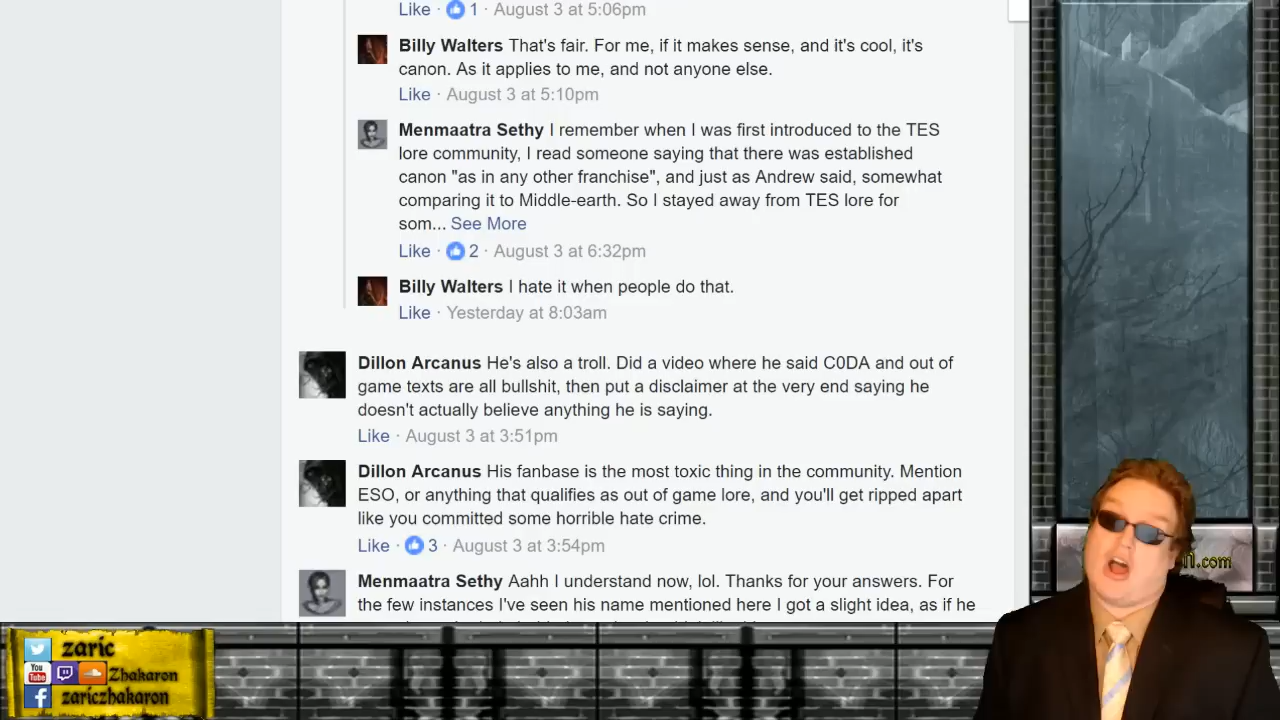 Like · 1 · August 3 at 5:06pm
Billy Walters That's fair. For me, if it makes sense, and it's cool, it's
canon. As it applies to me, and not anyone else.
Like · August 3 at 5:10pm
Menmaatra Sethy I remember when I was first introduced to the TES
lore community, I read someone saying that there was established
canon "as in any other franchise", and just as Andrew said, somewhat
comparing it to Middle-earth. So I stayed away from TES lore for
som... See More
Like · 2 · August 3 at 6:32pm
Billy Walters I hate it when people do that.
Like · Yesterday at 8:03am
Dillon Arcanus He's also a troll. Did a video where he said C0DA and out of
game texts are all bullshit, then put a disclaimer at the very end saying he
doesn't actually believe anything he is saying.
Like · August 3 at 3:51pm
Dillon Arcanus His fanbase is the most toxic thing in the community. Mention
ESO, or anything that qualifies as out of game lore, and you'll get ripped apart
like you committed some horrible hate crime.
Like · 3 · August 3 at 3:54pm
Menmaatra Sethy Aahh I understand now, lol. Thanks for your answers. For
the few instances I've seen his name mentioned here I got a slight idea, as if he
.com
zaric
You Tube Zhakaron
zariczhakaron